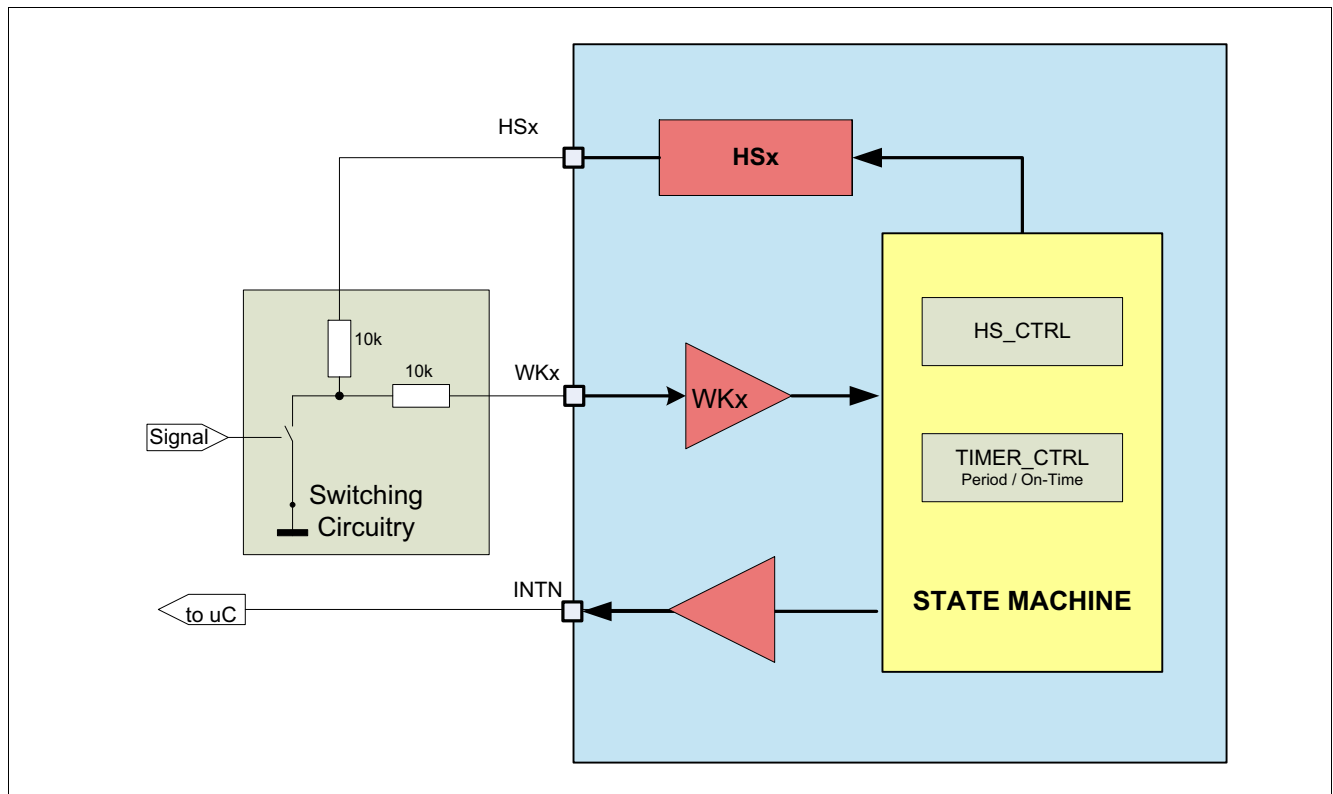 HSx
HSx
10k
10k
WKx
WKx
HS_CTRL
Signal
TIMER_CTRL
Period / On-Time
Switching
Circuitry
INTN
to uC
STATE MACHINE